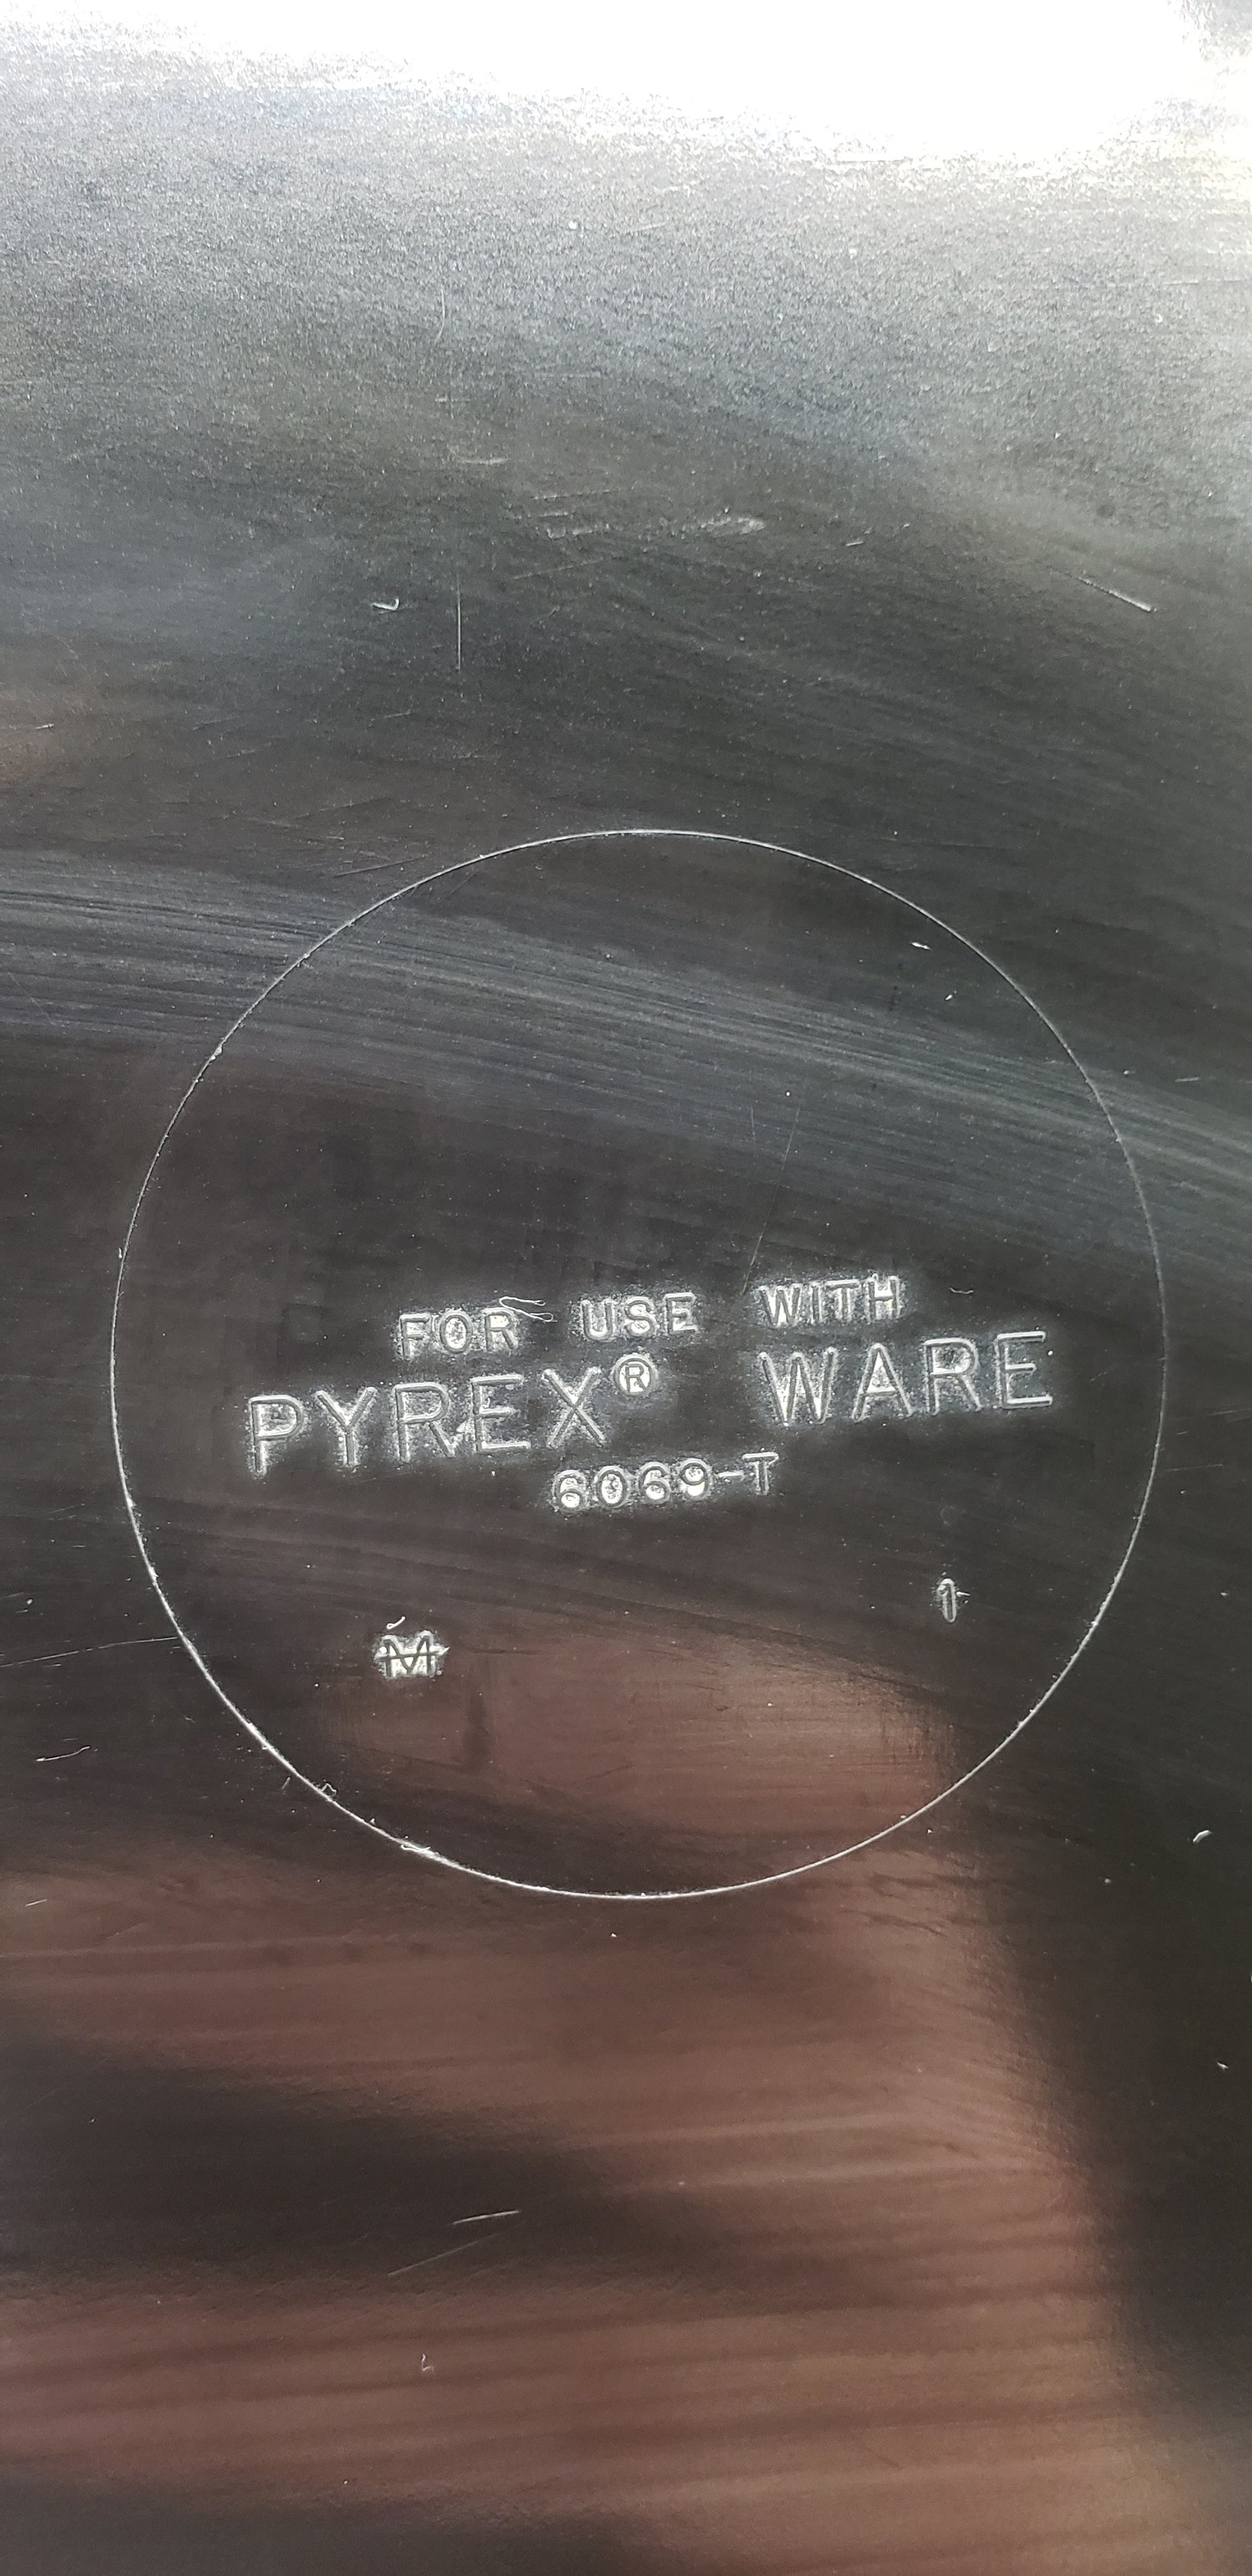 FOR USE WITH
PYREX® WARE
6069-T
1
M